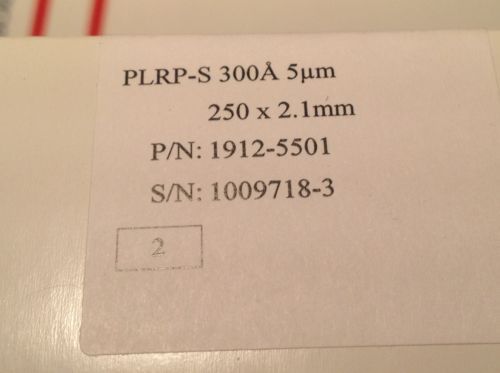 PLRP-S 300Å 5µm
250 x 2.1mm
P/N: 1912-5501
S/N: 1009718-3
2